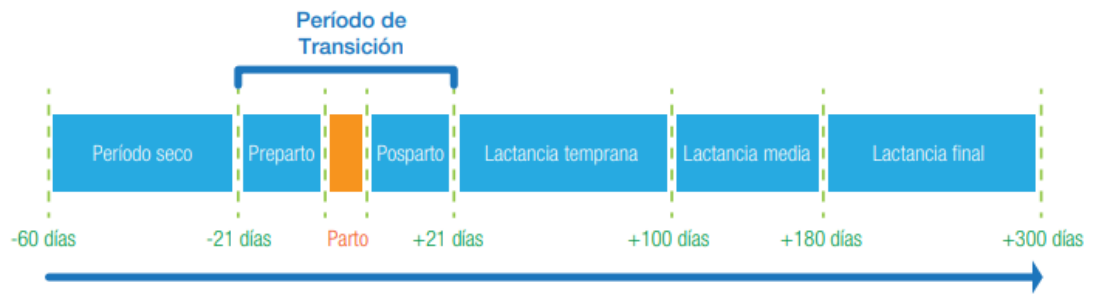 Período de
Transición
Período seco
Preparto
Posparto
Lactancia temprana
Lactancia media
Lactancia final
-60 días
-21 días
Parto
+21 días
+100 días
+180 días
+300 días